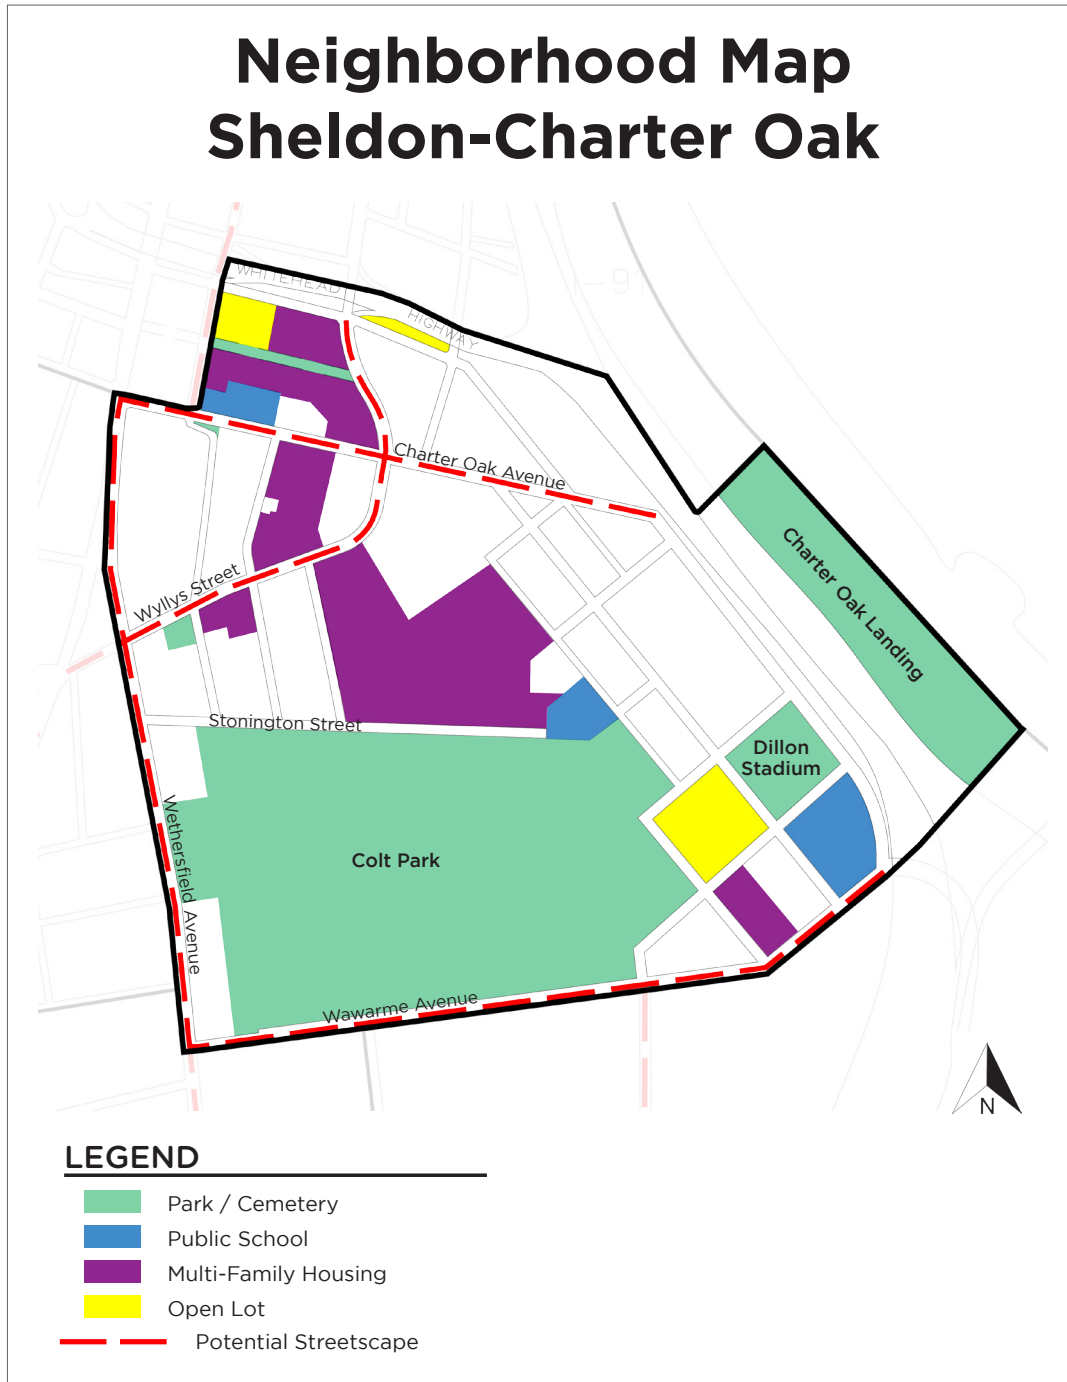 Neighborhood Map
Sheldon-Charter Oak
WHITEHEAD
HIGHWAY
I-91
Charter Oak Avenue
Charter Oak Landing
Wyllys Street
Stonington Street
Dillon
Stadium
Wethersfield Avenue
Colt Park
Wawarme Avenue
N
LEGEND
Park / Cemetery
Public School
Multi-Family Housing
Open Lot
Potential Streetscape